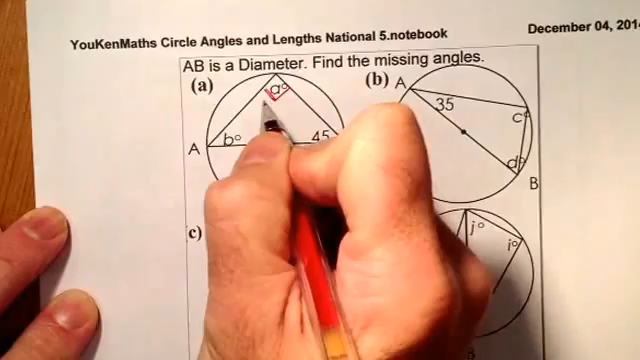 YouKenMaths Circle Angles and Lengths National 5.notebook
December 04, 2014
AB is a Diameter. Find the missing angles.
(a)
(b)
A
a°
35
c°
A
b°
45
d°
B
(c)
j°
i°
B